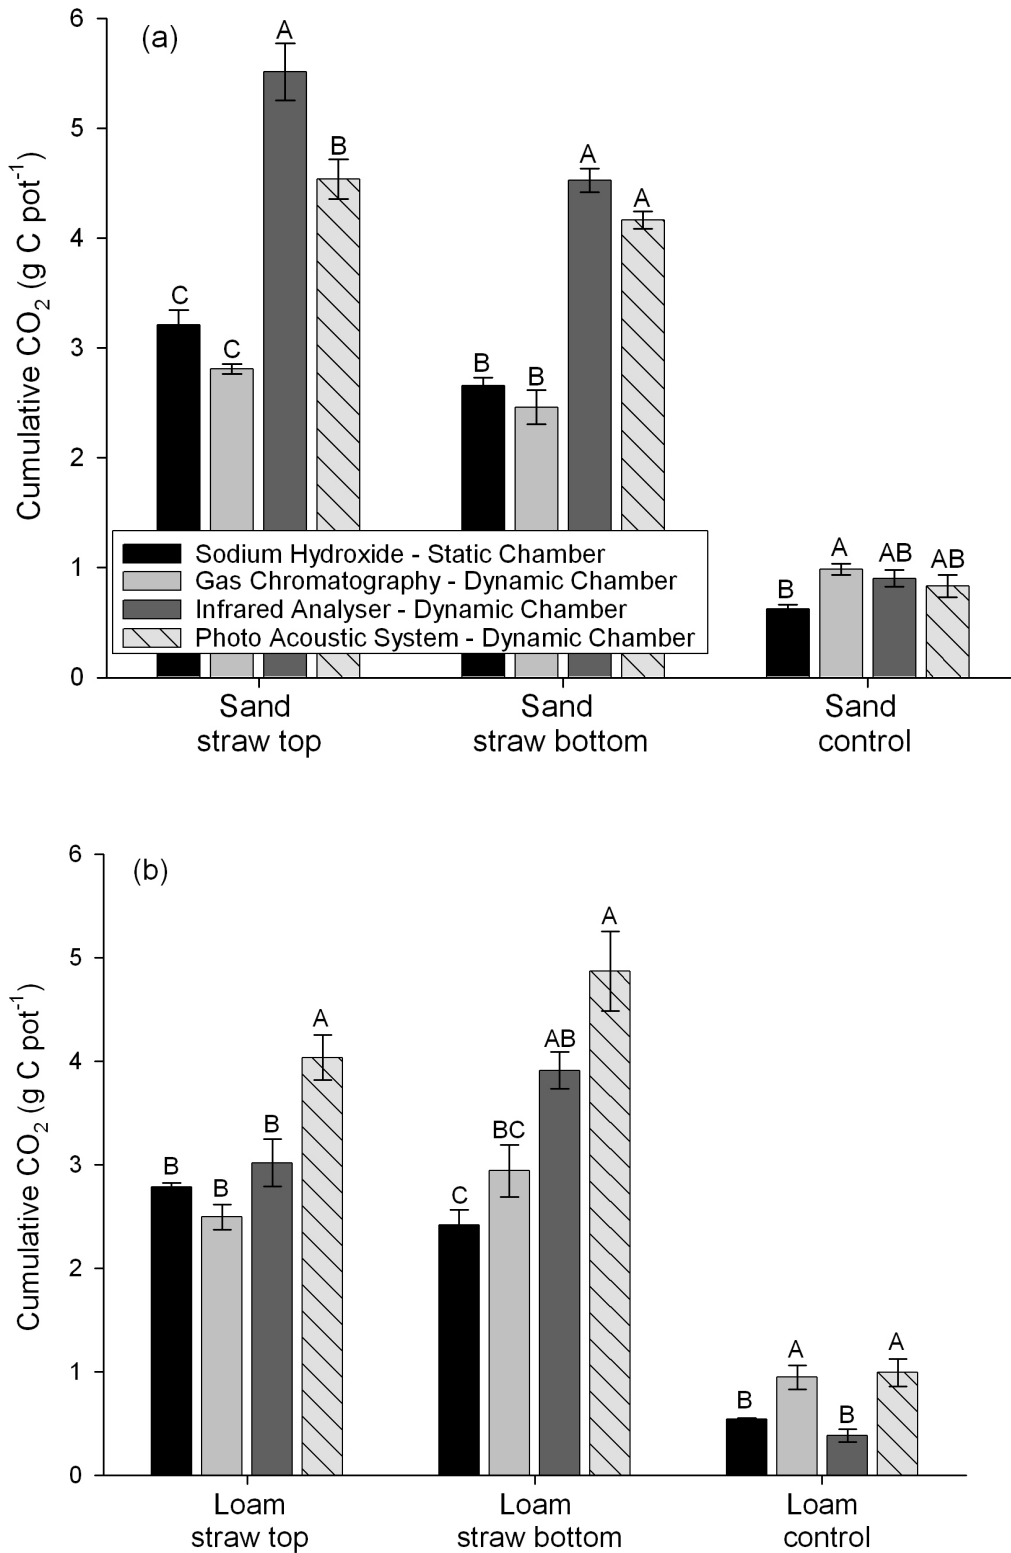 (a)
Cumulative CO₂ (g C pot⁻¹)
6
5
4
3
2
1
0
C
C
A
B
B
B
A
A
B
A
AB
AB
Sodium Hydroxide - Static Chamber
Gas Chromatography - Dynamic Chamber
Infrared Analyser - Dynamic Chamber
Photo Acoustic System - Dynamic Chamber
Sand
straw top
Sand
straw bottom
Sand
control
(b)
Cumulative CO₂ (g C pot⁻¹)
6
5
4
3
2
1
0
B
B
B
A
C
BC
AB
A
B
A
B
A
Loam
straw top
Loam
straw bottom
Loam
control